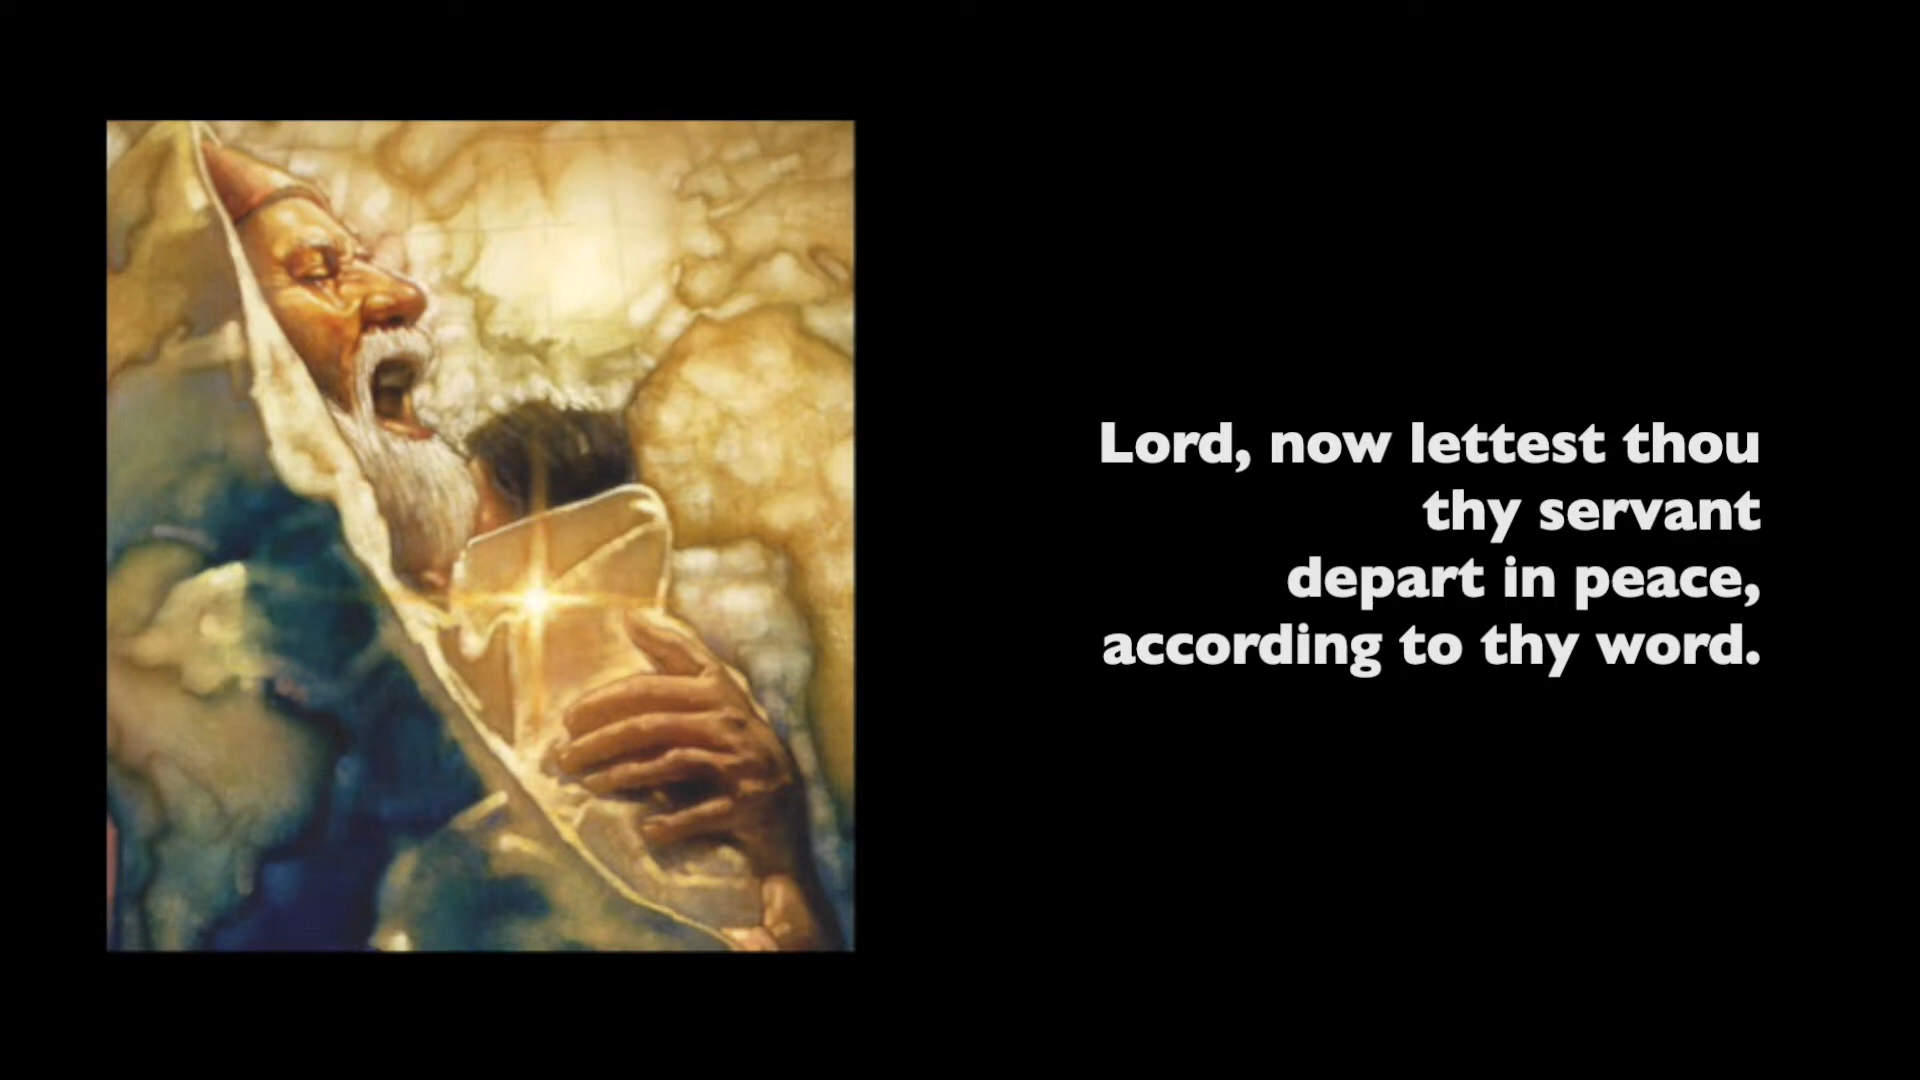 Lord, now lettest thou
thy servant
depart in peace,
according to thy word.